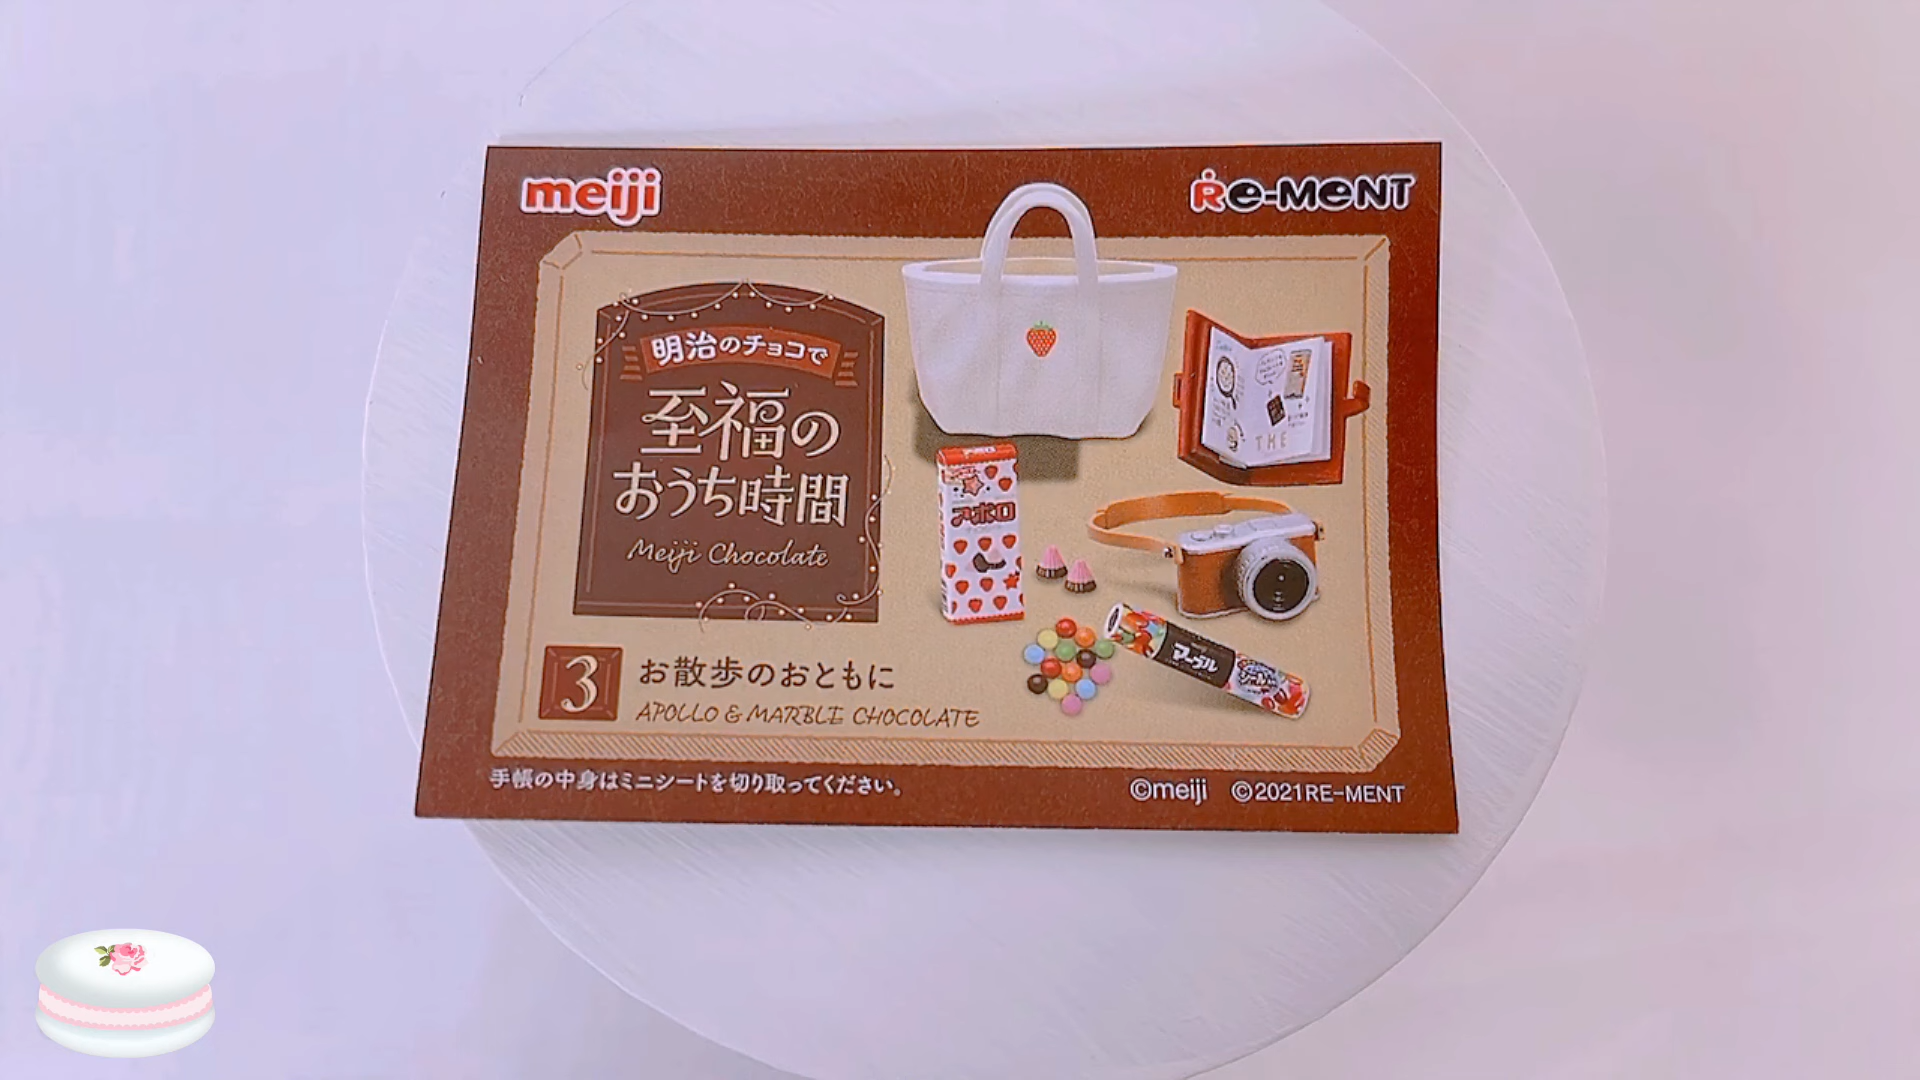 meiji
Re-MeNT
明治のチョコで
至福の
おうち時間
Meiji Chocolate
THE
アポロ
マーブル
3
お散歩のおともに
APOLLO & MARBLE CHOCOLATE
手帳の中身はミニシートを切り取ってください。
©meiji ©2021RE-MENT